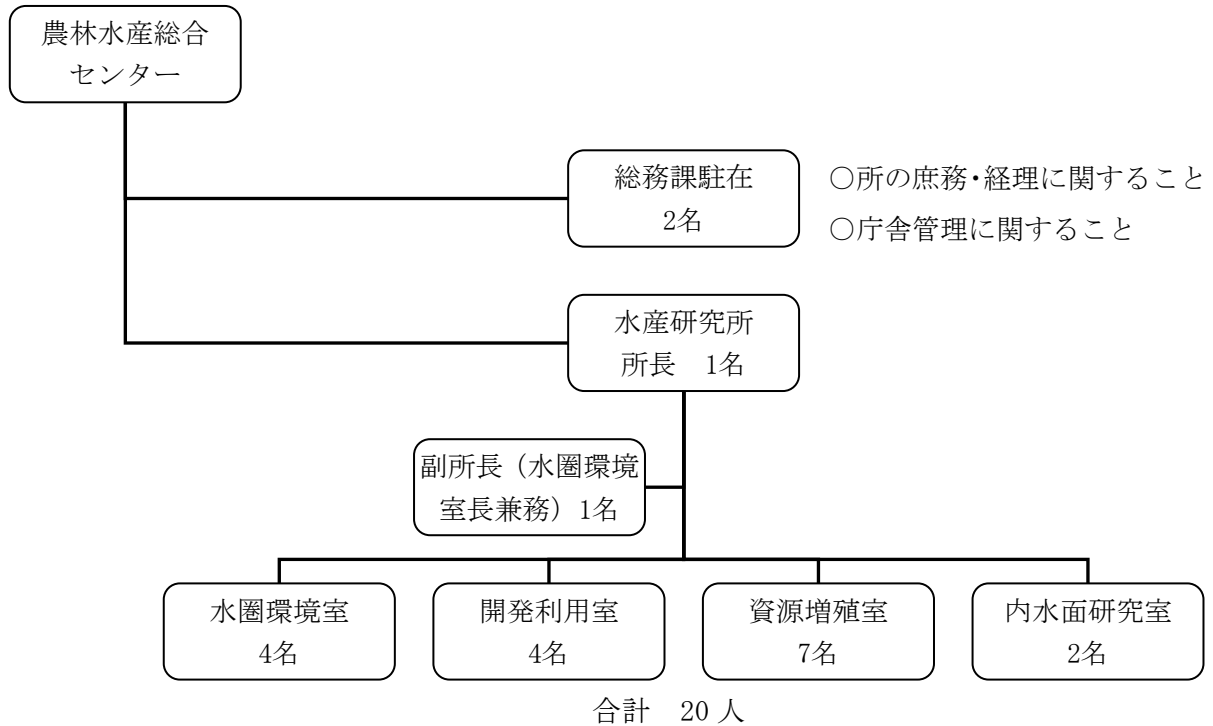 農林水産総合
センター
総務課駐在
2名
○所の庶務・経理に関すること
○庁舎管理に関すること
水産研究所
所長　1名
副所長（水圏環境
室長兼務）1名
水圏環境室
4名
開発利用室
4名
資源増殖室
7名
内水面研究室
2名
合計　20 人